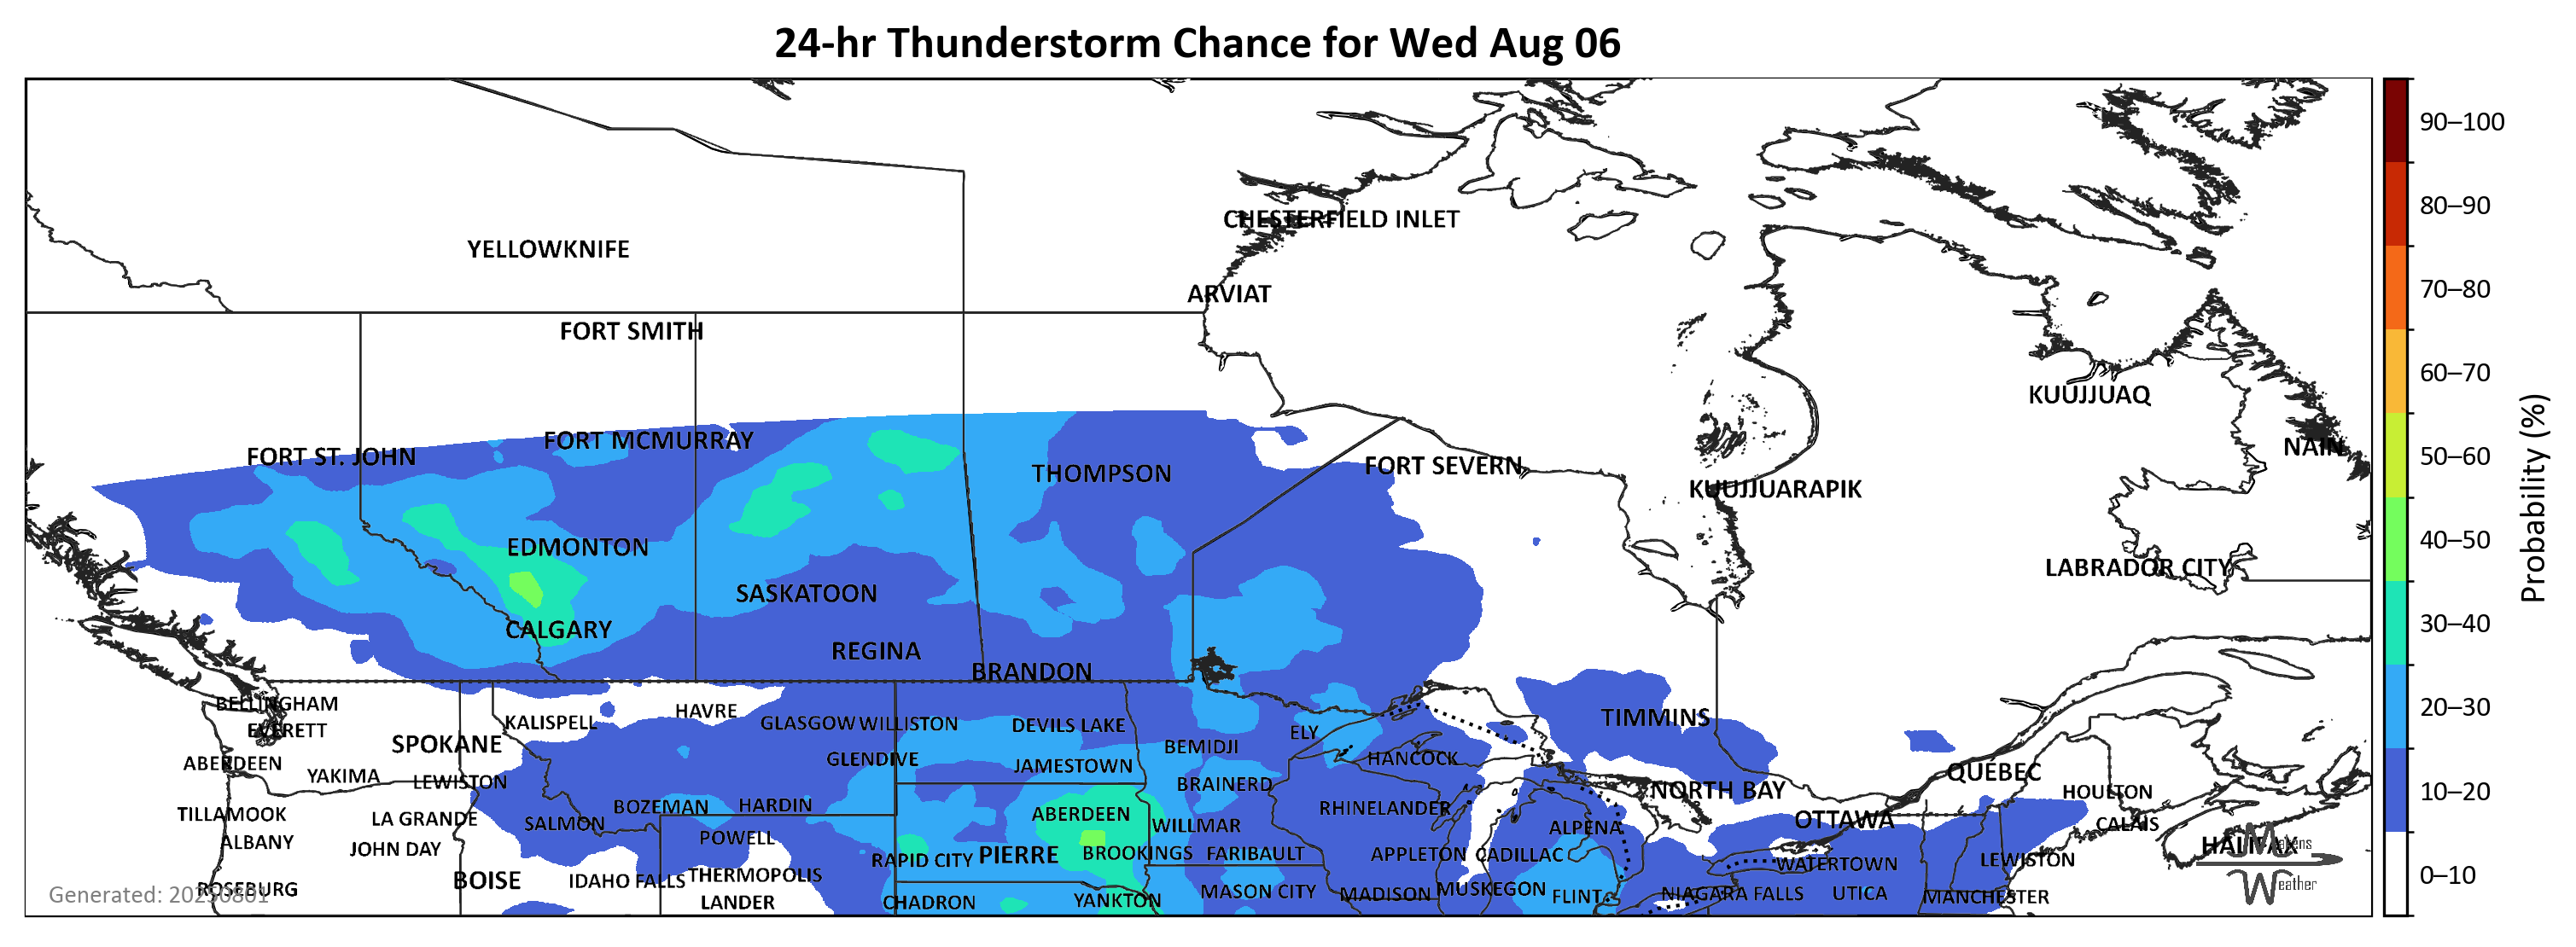 24-hr Thunderstorm Chance for Wed Aug 06
90–100
80–90
CHESTERFIELD INLET
YELLOWKNIFE
70–80
ARVIAT
FORT SMITH
60–70
KUUJJUAQ
50–60
FORT MCMURRAY
NAIN
FORT ST. JOHN
FORT SEVERN
THOMPSON
KUUJJUARAPIK
40–50
EDMONTON
LABRADOR CITY
SASKATOON
30–40
CALGARY
REGINA
BRANDON
Probability (%)
BELLINGHAM
20–30
HAVRE
TIMMINS
KALISPELL
GLASGOW WILLISTON
DEVILS LAKE
EVERETT
ELY
SPOKANE
BEMIDJI
GLENDIVE
HANCOCK
ABERDEEN
JAMESTOWN
QUÉBEC
YAKIMA
LEWISTON
BRAINERD
NORTH BAY
HOULTON
10–20
BOZEMAN
HARDIN
RHINELANDER
TILLAMOOK
ABERDEEN
LA GRANDE
OTTAWA
SALMON
WILLMAR
ALPENA
CALAIS
POWELL
ALBANY
HALIFAX
Makens
JOHN DAY
BROOKINGS
FARIBAULT
APPLETON
CADILLAC
PIERRE
RAPID CITY
LEWISTON
WATERTOWN
0–10
THERMOPOLIS
BOISE
IDAHO FALLS
Weather
ROSEBURG
MUSKEGON
MASON CITY
MADISON
NIAGARA FALLS
UTICA
Generated: 20250801
FLINT
MANCHESTER
LANDER
CHADRON
YANKTON